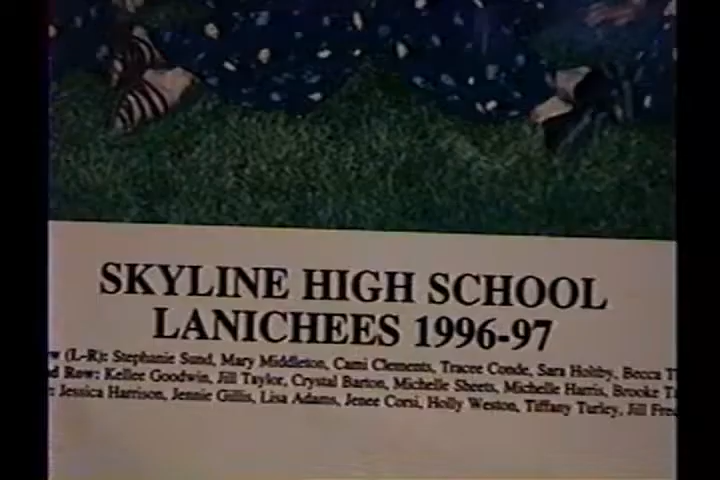 SKYLINE HIGH SCHOOL
LANICHEES 1996-97
(L-R): Stephanie Sund, Mary Middleton, Cami Clements, Tracee Conde, Sara Holtby, Becca
Row: Kellee Goodwin, Jill Taylor, Crystal Barton, Michelle Sheets, Michelle Harris, Brooke
: Jessica Harrison, Jennie Gillis, Lisa Adams, Jenee Corsi, Holly Weston, Tiffany Turley, Jill